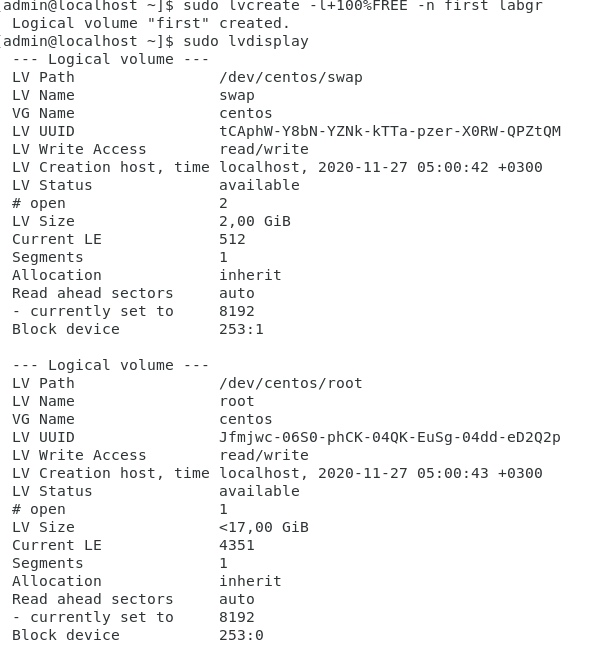 [admin@localhost ~]$ sudo lvcreate -l+100%FREE -n first labgr
Logical volume "first" created.
[admin@localhost ~]$ sudo lvdisplay
--- Logical volume ---
LV Path /dev/centos/swap
LV Name swap
VG Name centos
LV UUID tCAphW-Y8bN-YZNk-kTTa-pzer-X0RW-QPZtQM
LV Write Access read/write
LV Creation host, time localhost, 2020-11-27 05:00:42 +0300
LV Status available
# open 2
LV Size 2,00 GiB
Current LE 512
Segments 1
Allocation inherit
Read ahead sectors auto
- currently set to 8192
Block device 253:1
--- Logical volume ---
LV Path /dev/centos/root
LV Name root
VG Name centos
LV UUID Jfmjwc-06S0-phCK-04QK-EuSg-04dd-eD2Q2p
LV Write Access read/write
LV Creation host, time localhost, 2020-11-27 05:00:43 +0300
LV Status available
# open 1
LV Size <17,00 GiB
Current LE 4351
Segments 1
Allocation inherit
Read ahead sectors auto
- currently set to 8192
Block device 253:0